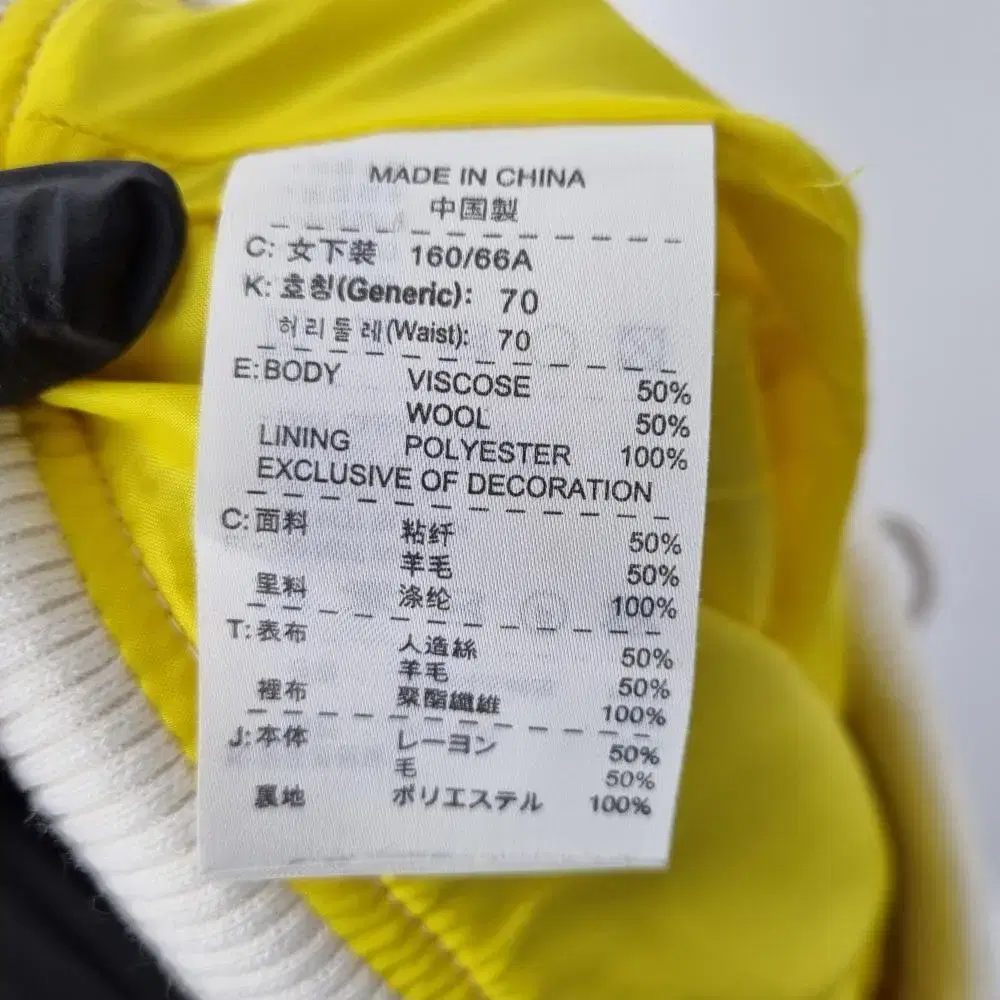 MADE IN CHINA
中国製
C: 女下装 160/66A
K: 호칭(Generic): 70
허리둘레(Waist): 70
E: BODY VISCOSE 50%
WOOL 50%
LINING POLYESTER 100%
EXCLUSIVE OF DECORATION
C: 面料 粘纤 50%
羊毛 50%
里料 涤纶 100%
T: 表布 人造絲 50%
羊毛 50%
裡布 聚酯纖維 100%
J: 本体 レーヨン 50%
毛 50%
裏地 ポリエステル 100%